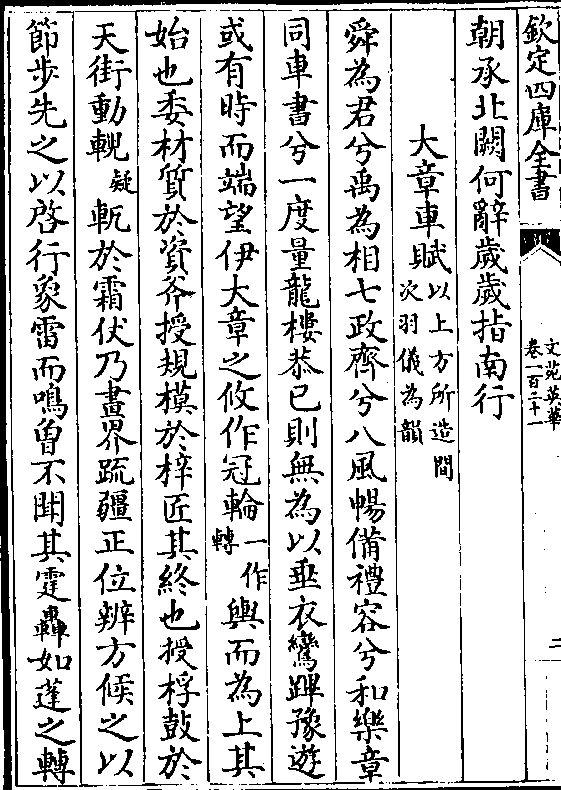 欽定四庫全書
文苑英華
卷一百二十一
二
朝承北闕何辭歲歲指南行
大章車賦以上方所造間次羽儀為韻
舜為君兮禹為相七政齊兮八風暢備禮容兮和樂章
同車書兮一度量龍樓恭已則無為以垂衣鸞蹕豫遊
或有時而端望伊大章之攸作冠輪一作轉輿而為上其
始也委材質於資斧授規模於梓匠其終也授桴鼓於
天街動輗疑軏於霜伏乃畫界疏疆正位辨方候之以
節步先之以啓行象雷而鳴曽不聞其霆轟如蓬之轉